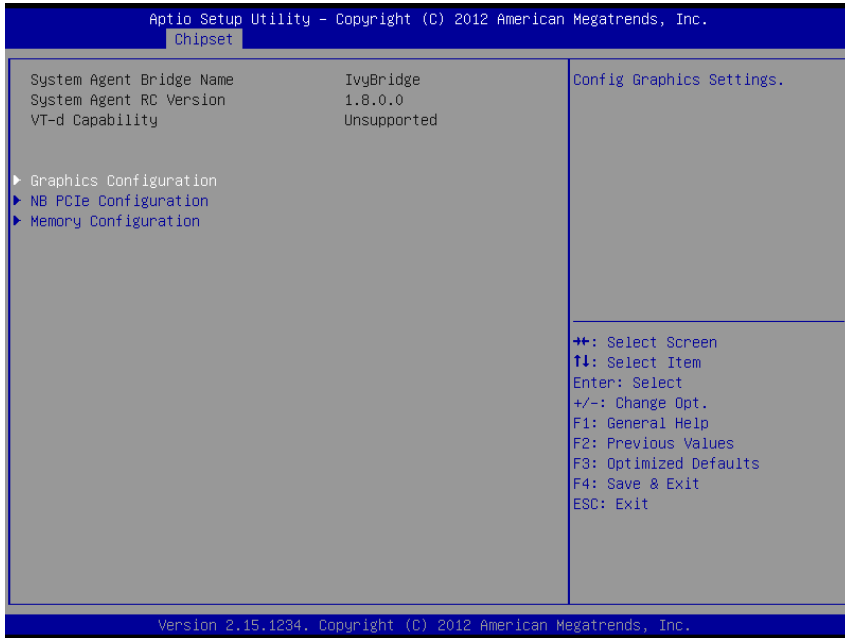 Aptio Setup Utility – Copyright (C) 2012 American Megatrends, Inc.
Chipset
System Agent Bridge Name IvyBridge
System Agent RC Version 1.8.0.0
VT-d Capability Unsupported
▶ Graphics Configuration
▶ NB PCIe Configuration
▶ Memory Configuration
Config Graphics Settings.
→←: Select Screen
↑↓: Select Item
Enter: Select
+/-: Change Opt.
F1: General Help
F2: Previous Values
F3: Optimized Defaults
F4: Save & Exit
ESC: Exit
Version 2.15.1234. Copyright (C) 2012 American Megatrends, Inc.